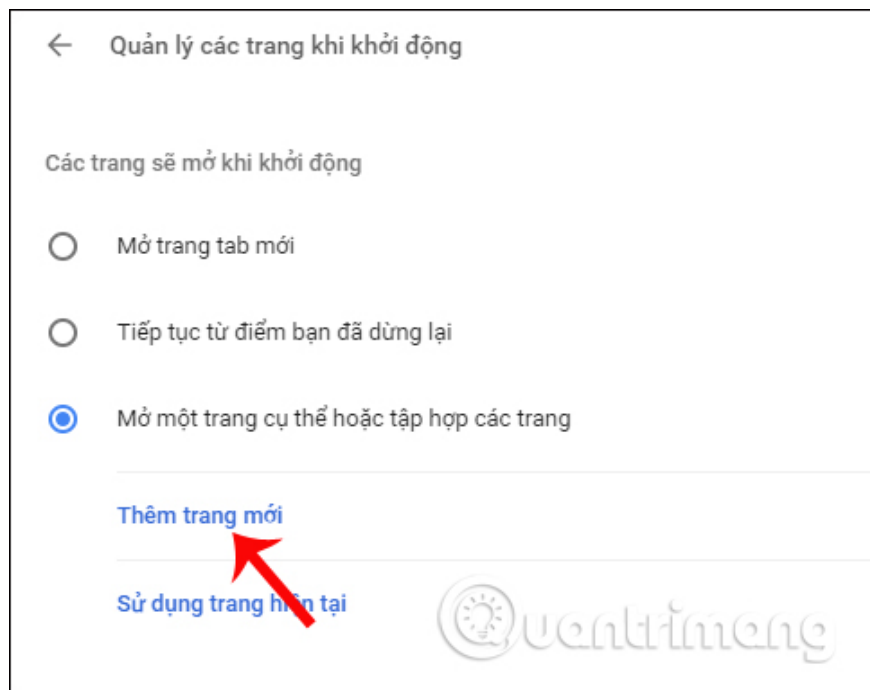 Quản lý các trang khi khởi động
Các trang sẽ mở khi khởi động
Mở trang tab mới
Tiếp tục từ điểm bạn đã dừng lại
Mở một trang cụ thể hoặc tập hợp các trang
Thêm trang mới
Sử dụng trang hiện tại
Quantrimang